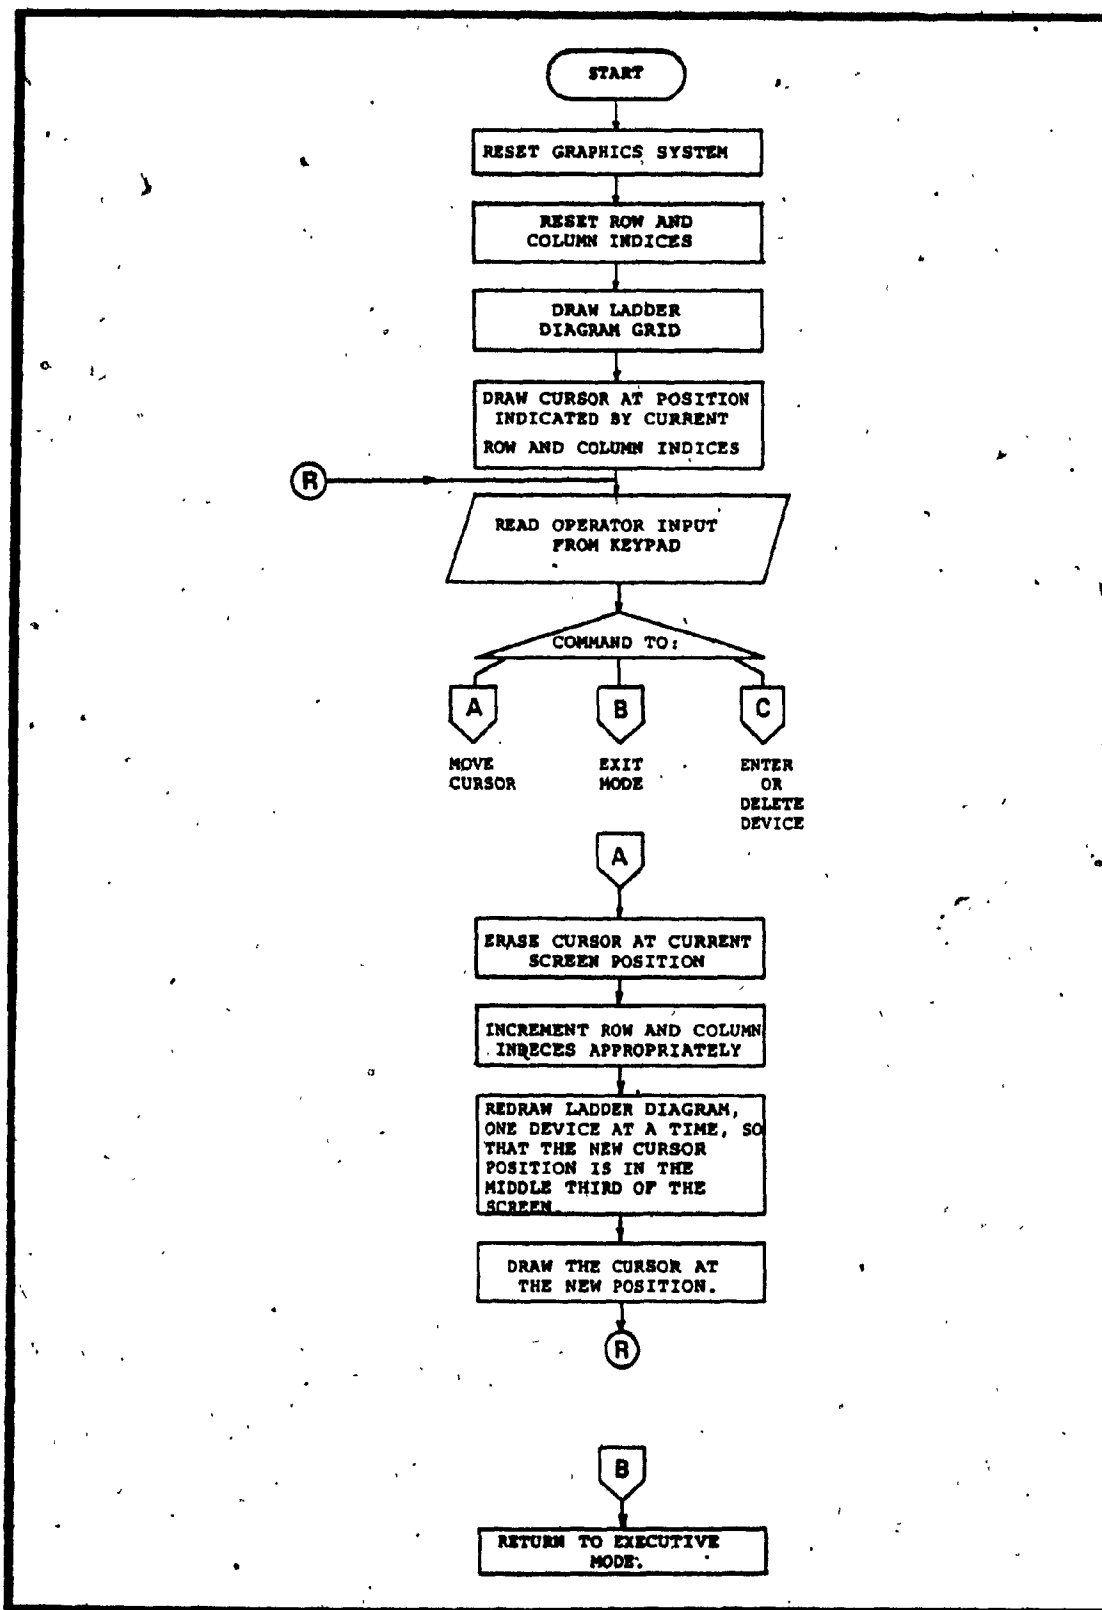 START
RESET GRAPHICS SYSTEM
RESET ROW AND
COLUMN INDICES
DRAW LADDER
DIAGRAM GRID
DRAW CURSOR AT POSITION
INDICATED BY CURRENT
ROW AND COLUMN INDICES
R
READ OPERATOR INPUT
FROM KEYPAD
COMMAND TO:
A
B
C
MOVE
CURSOR
EXIT
MODE
ENTER
OR
DELETE
DEVICE
A
ERASE CURSOR AT CURRENT
SCREEN POSITION
INCREMENT ROW AND COLUMN
INDECES APPROPRIATELY
REDRAW LADDER DIAGRAM,
ONE DEVICE AT A TIME, SO
THAT THE NEW CURSOR
POSITION IS IN THE
MIDDLE THIRD OF THE
SCREEN.
DRAW THE CURSOR AT
THE NEW POSITION.
R
B
RETURN TO EXECUTIVE
MODE.